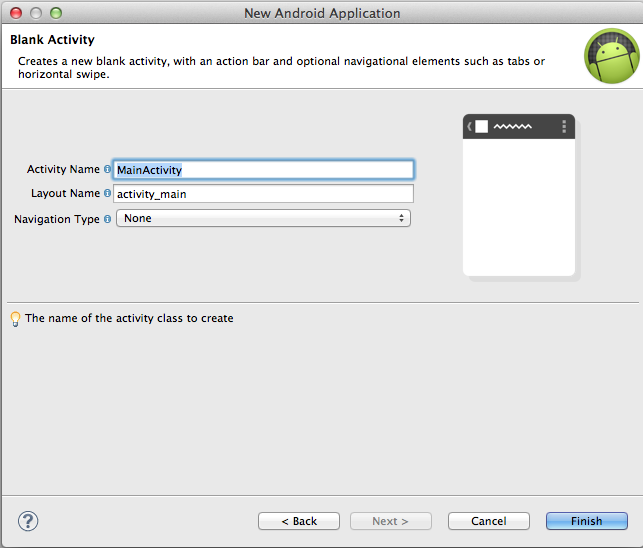 New Android Application
Blank Activity
Creates a new blank activity, with an action bar and optional navigational elements such as tabs or
horizontal swipe.
Activity Name MainActivity
Layout Name activity_main
Navigation Type None
The name of the activity class to create
? < Back Next > Cancel Finish